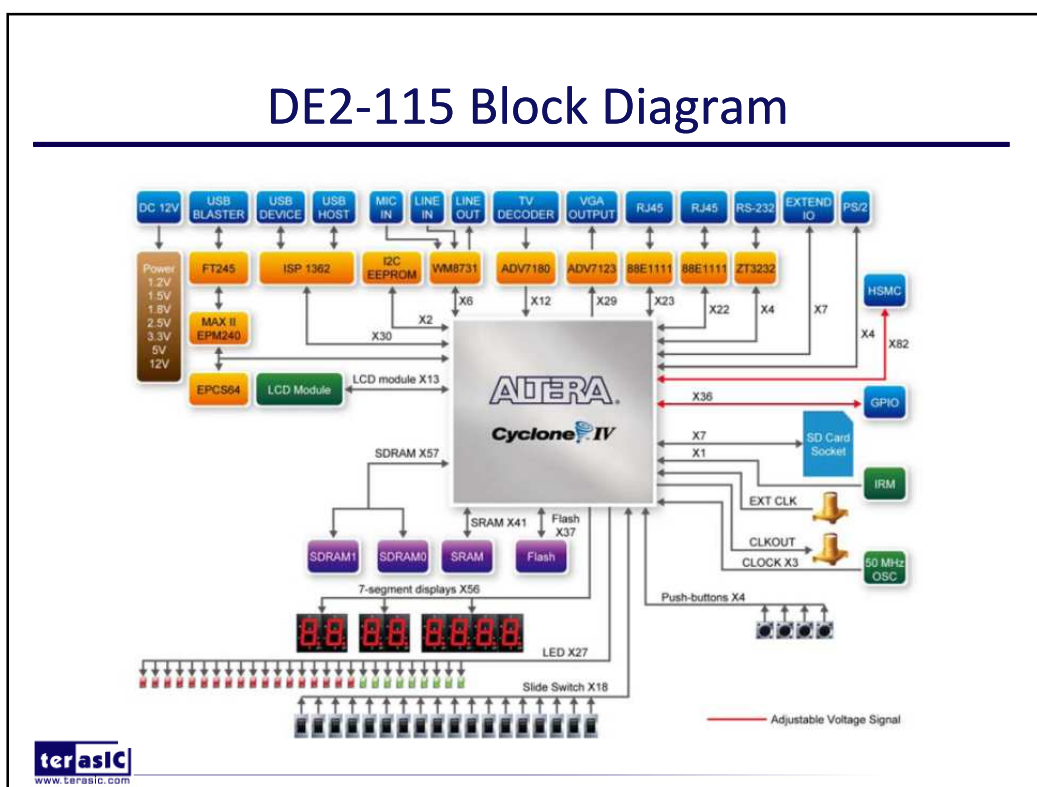 DE2-115 Block Diagram
DC 12V
USB
BLASTER
USB
DEVICE
USB
HOST
MIC
IN
LINE
IN
LINE
OUT
TV
DECODER
VGA
OUTPUT
RJ45
RJ45
RS-232
EXTEND
IO
PS/2
Power
1.2V
1.5V
1.8V
2.5V
3.3V
5V
12V
FT245
ISP 1362
I2C
EEPROM
WM8731
ADV7180
ADV7123
88E1111
88E1111
ZT3232
HSMC
X6
X12
X29
X23
X22
X4
X7
X4
X82
X2
X30
MAX II
EPM240
EPCS64
LCD Module
LCD module X13
ALTERA.
Cyclone IV
X36
GPIO
X7
SD Card
Socket
X1
IRM
EXT CLK
CLKOUT
CLOCK X3
50 MHz
OSC
SDRAM X57
SRAM X41
Flash
X37
SDRAM1
SDRAM0
SRAM
Flash
7-segment displays X56
88
88
8888
Push-buttons X4
LED X27
Slide Switch X18
Adjustable Voltage Signal
terasic
www.terasic.com